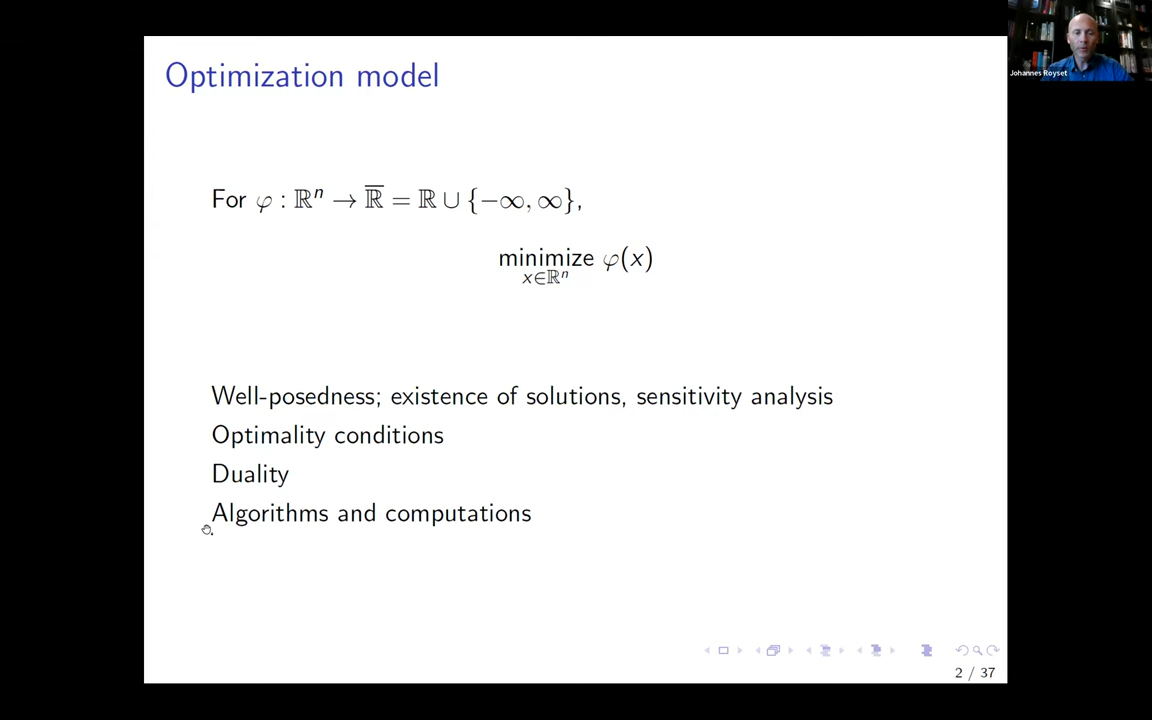 Optimization model
Johannes Royset
For φ : ℝⁿ → ℝ̅ = ℝ ∪ {−∞, ∞},
minimize φ(x)
x∈ℝⁿ
Well-posedness; existence of solutions, sensitivity analysis
Optimality conditions
Duality
Algorithms and computations
2 / 37